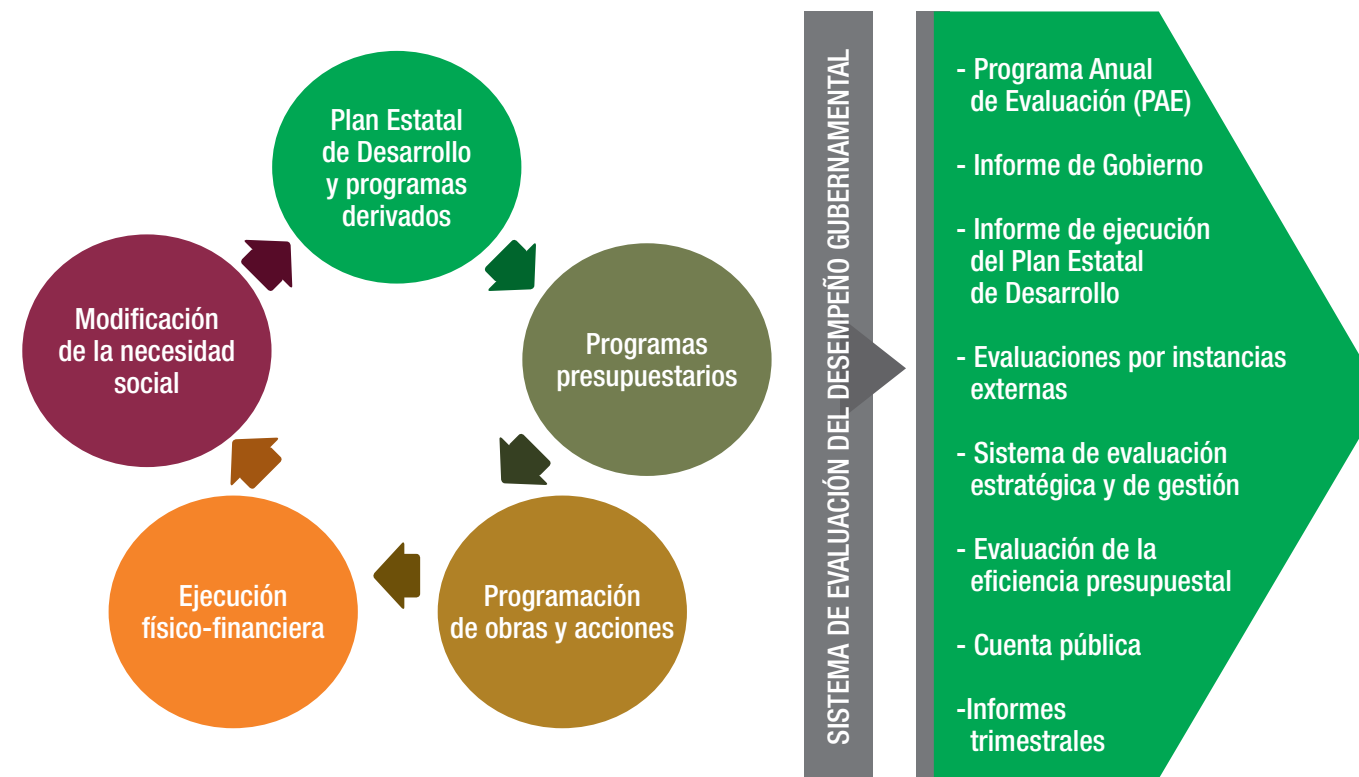 Plan Estatal
de Desarrollo
y programas
derivados
Programas
presupuestarios
Programación
de obras y acciones
Ejecución
físico-financiera
Modificación
de la necesidad
social
SISTEMA DE EVALUACIÓN DEL DESEMPEÑO GUBERNAMENTAL
- Programa Anual
de Evaluación (PAE)
- Informe de Gobierno
- Informe de ejecución
del Plan Estatal
de Desarrollo
- Evaluaciones por instancias
externas
- Sistema de evaluación
estratégica y de gestión
- Evaluación de la
eficiencia presupuestal
- Cuenta pública
-Informes
trimestrales